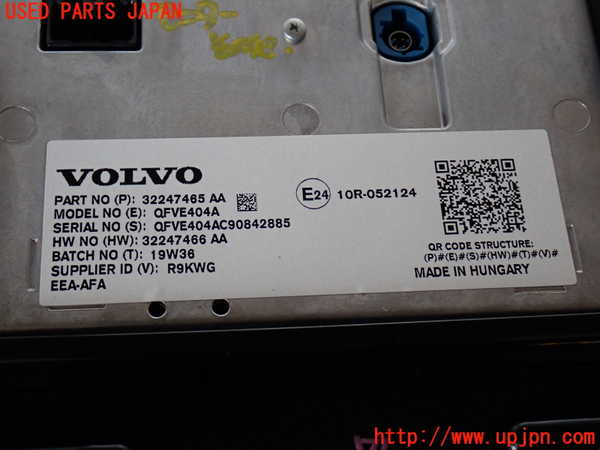 USED PARTS JAPAN
VOLVO
PART NO (P): 32247465 AA
MODEL NO (E): QFVE404A
SERIAL NO (S): QFVE404AC90842885
HW NO (HW): 32247466 AA
BATCH NO (T): 19W36
SUPPLIER ID (V): R9KWG
EEA-AFA
E24 10R-052124
QR CODE STRUCTURE:
(P)#(E)#(S)#(HW)#(T)#(V)#
MADE IN HUNGARY
http://www.upjpn.com/